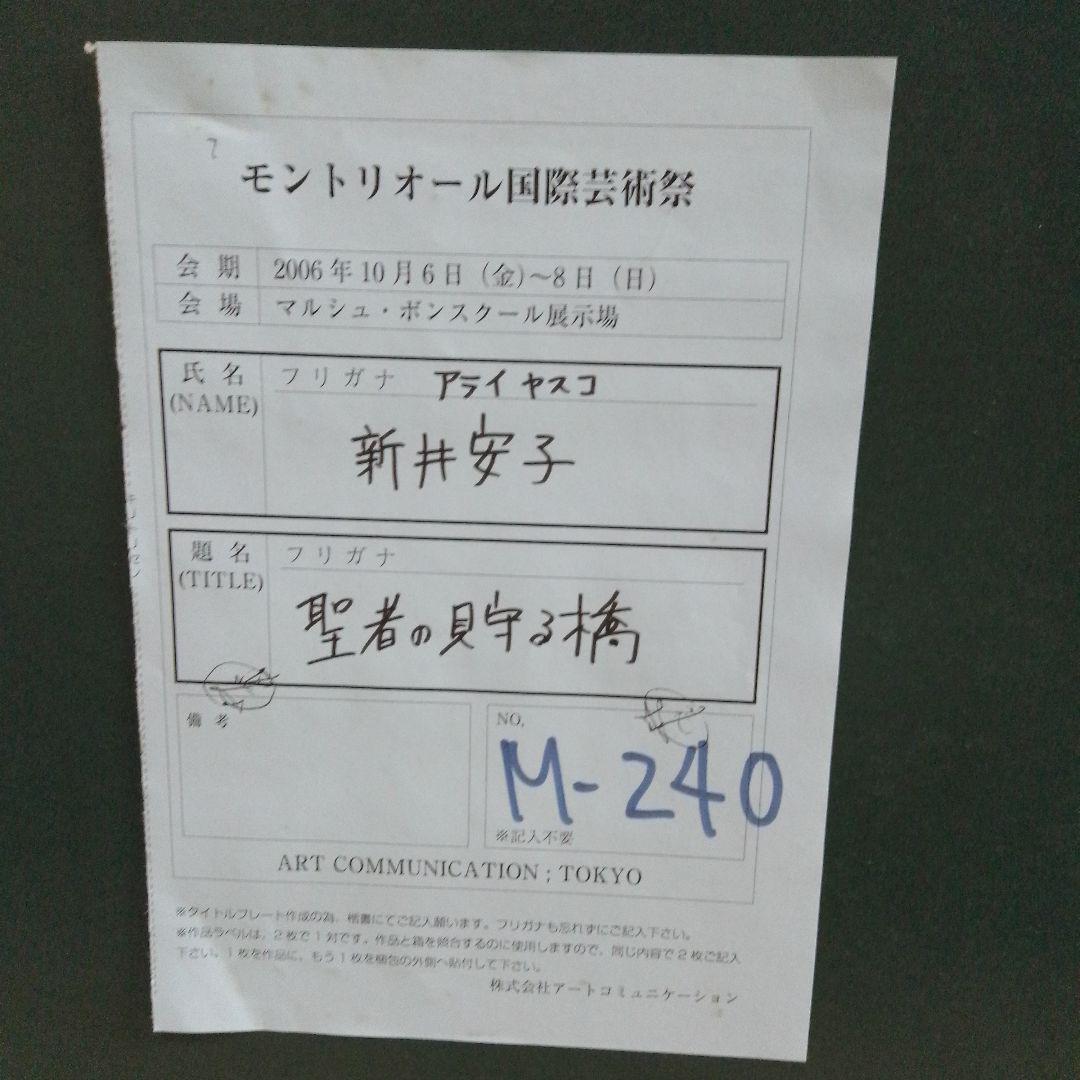 モントリオール国際芸術祭
会期 2006年10月6日（金）～8日（日）
会場 マルシェ・ボンスクール展示場
氏名 フリガナ アライ ヤスコ
(NAME)
新井安子
題名 フリガナ
(TITLE)
聖者の見守る橋
備考
NO,
M-240
※記入不要
ART COMMUNICATION ; TOKYO
※タイトルプレート作成の為、楷書にてご記入願います。フリガナも忘れずにご記入下さい。
※作品ラベルは、2枚で1対です。作品と箱を照合するのに使用しますので、同じ内容で2枚ご記入
下さい。1枚を作品に、もう1枚を梱包の外側へ貼付して下さい。
株式会社アートコミュニケーション